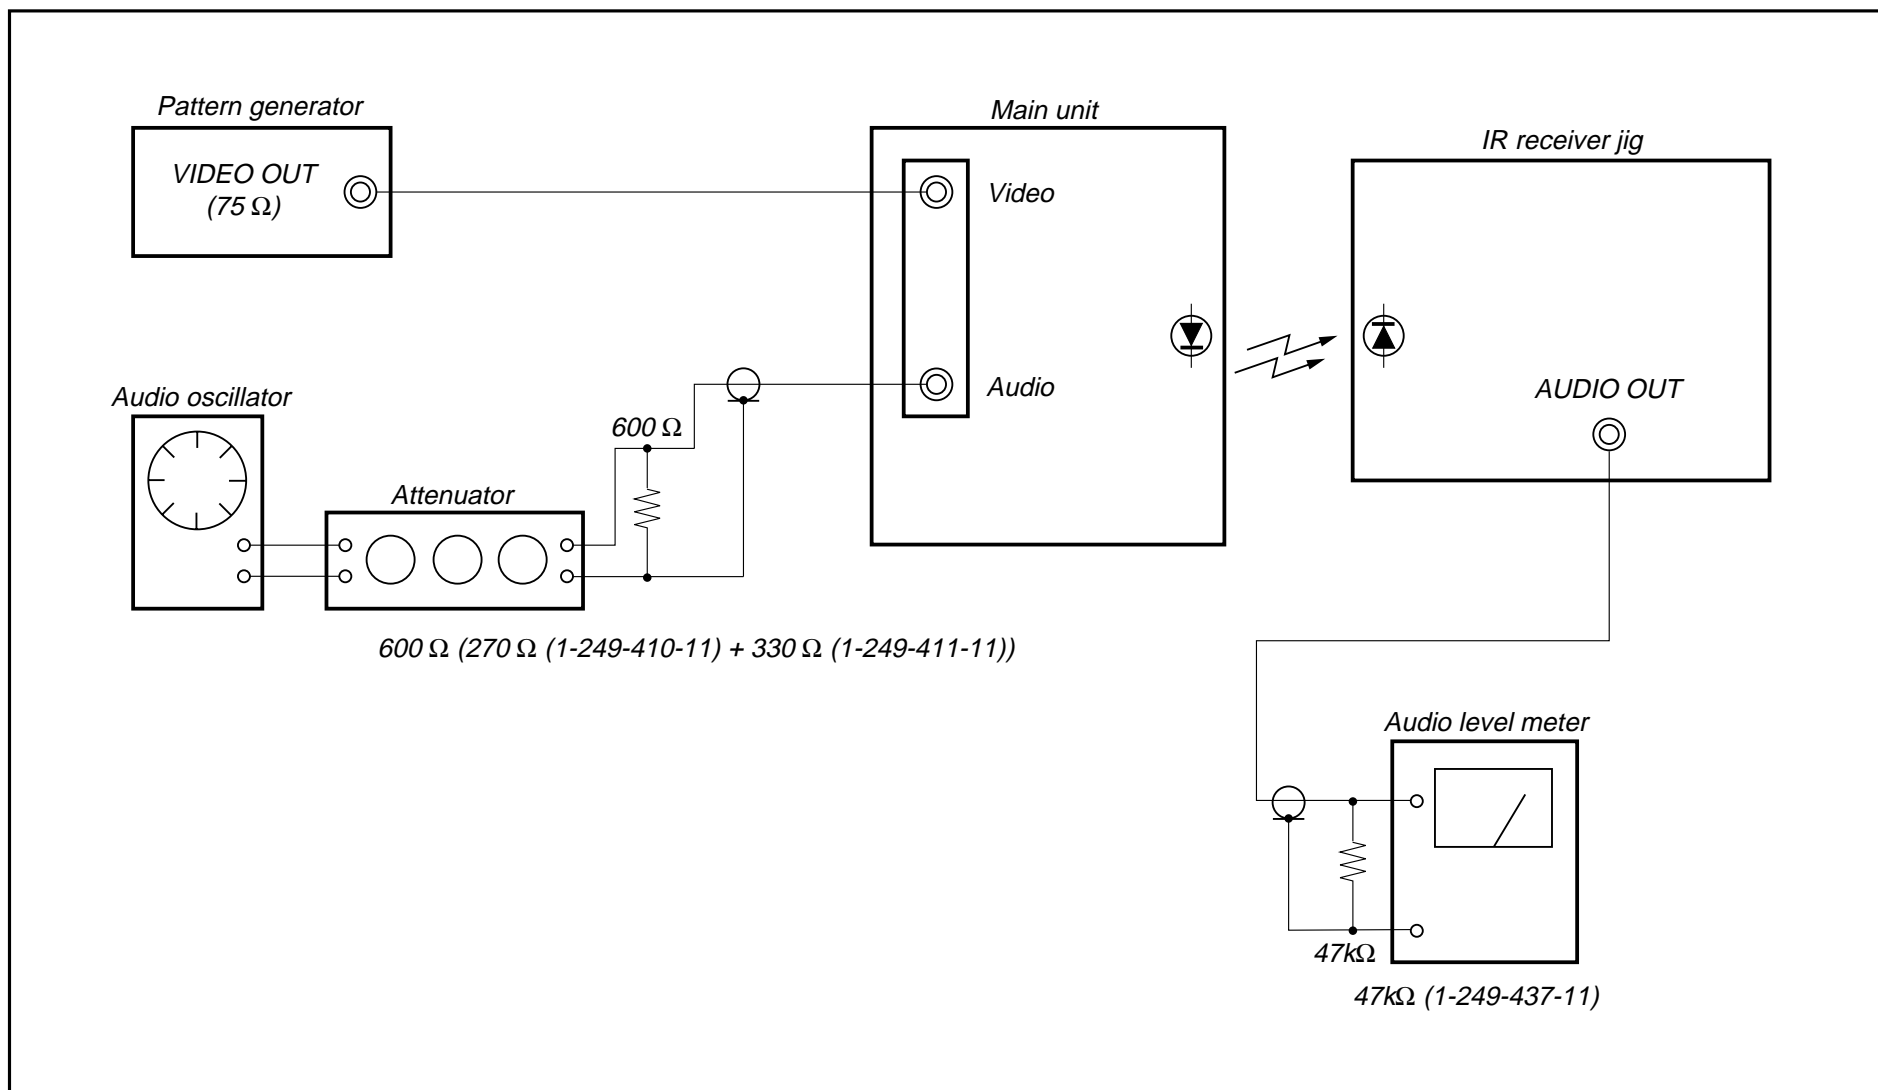 Pattern generator
VIDEO OUT
(75 Ω)
Main unit
Video
Audio
IR receiver jig
AUDIO OUT
Audio oscillator
Attenuator
600 Ω
600 Ω (270 Ω (1-249-410-11) + 330 Ω (1-249-411-11))
Audio level meter
47kΩ
47kΩ (1-249-437-11)